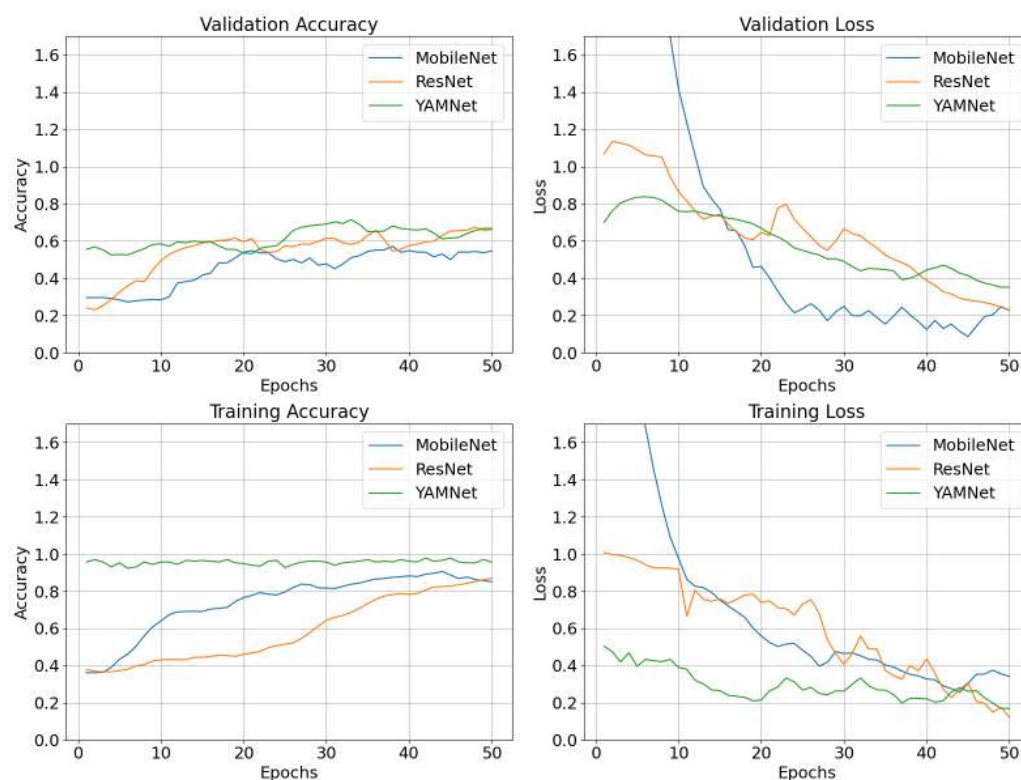 Validation Accuracy
1.6
1.4
1.2
1.0
0.8
0.6
0.4
0.2
0.0
Accuracy
MobileNet
ResNet
YAMNet
0 10 20 30 40 50
Epochs
Validation Loss
1.6
1.4
1.2
1.0
0.8
0.6
0.4
0.2
0.0
Loss
MobileNet
ResNet
YAMNet
0 10 20 30 40 50
Epochs
Training Accuracy
1.6
1.4
1.2
1.0
0.8
0.6
0.4
0.2
0.0
Accuracy
MobileNet
ResNet
YAMNet
0 10 20 30 40 50
Epochs
Training Loss
1.6
1.4
1.2
1.0
0.8
0.6
0.4
0.2
0.0
Loss
MobileNet
ResNet
YAMNet
0 10 20 30 40 50
Epochs